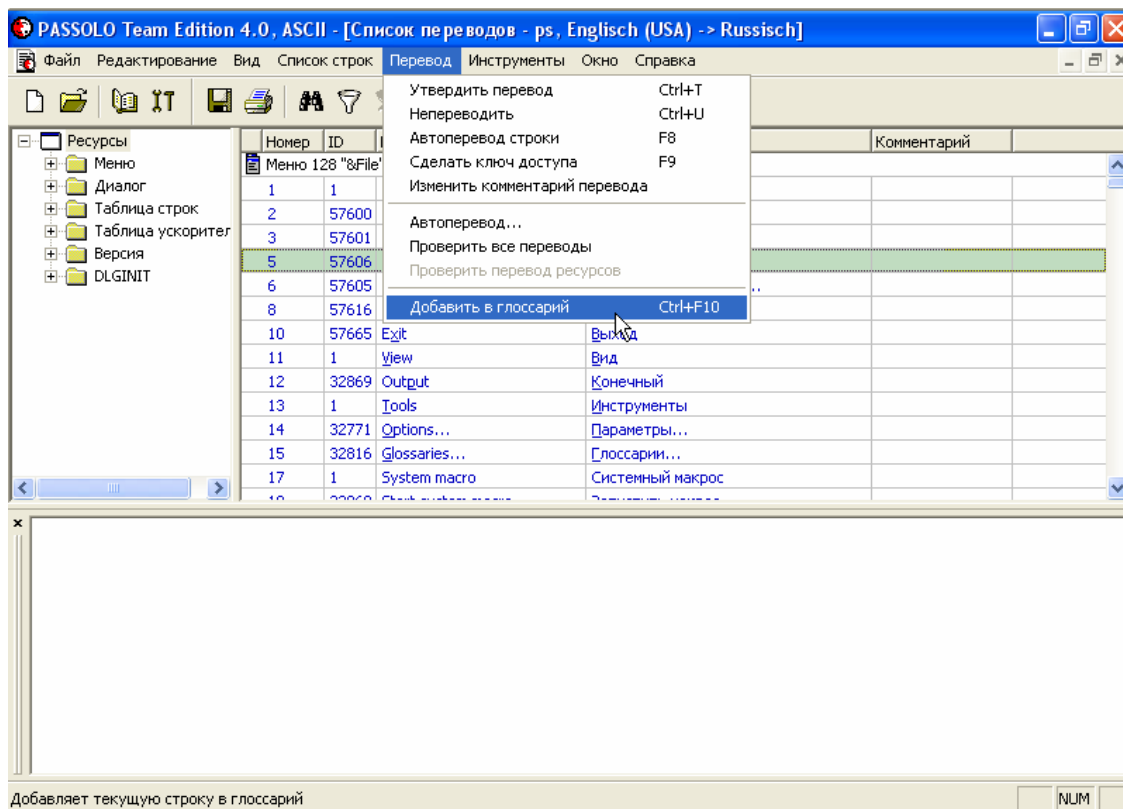 PASSOLO Team Edition 4.0, ASCII - [Список переводов - ps, Englisch (USA) -> Russisch]
Файл Редактирование Вид Список строк Перевод Инструменты Окно Справка
Утвердить перевод Ctrl+T
Непереводить Ctrl+U
Автоперевод строки F8
Сделать ключ доступа F9
Изменить комментарий перевода
Автоперевод...
Проверить все переводы
Проверить перевод ресурсов
Добавить в глоссарий Ctrl+F10
Ресурсы
Меню
Диалог
Таблица строк
Таблица ускорител
Версия
DLGINIT
Номер ID Комментарий
Меню 128 "&File"
1 1
2 57600
3 57601
5 57606
6 57605 ..
8 57616
10 57665 Exit Выход
11 1 View Вид
12 32869 Output Конечный
13 1 Tools Инструменты
14 32771 Options... Параметры...
15 32816 Glossaries... Глоссарии...
17 1 System macro Системный макрос
Добавляет текущую строку в глоссарий
NUM